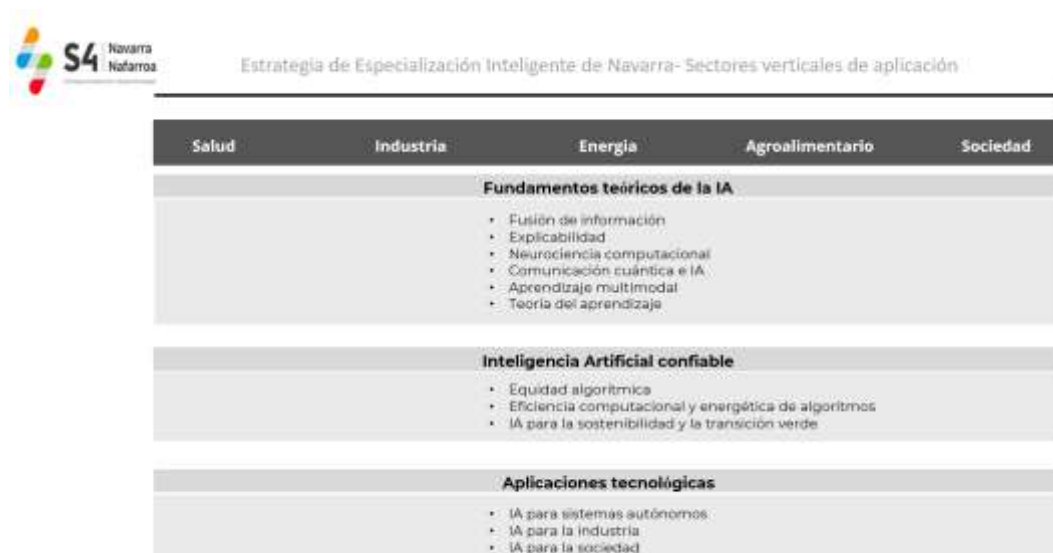 S4 Navarra
Nafarroa
Estrategia de Especialización Inteligente de Navarra- Sectores verticales de aplicación
Salud Industria Energía Agroalimentario Sociedad
Fundamentos teóricos de la IA
• Fusión de información
• Explicabilidad
• Neurociencia computacional
• Comunicación cuántica e IA
• Aprendizaje multimodal
• Teoría del aprendizaje
Inteligencia Artificial confiable
• Equidad algorítmica
• Eficiencia computacional y energética de algoritmos
• IA para la sostenibilidad y la transición verde
Aplicaciones tecnológicas
• IA para sistemas autónomos
• IA para la industria
• IA para la sociedad